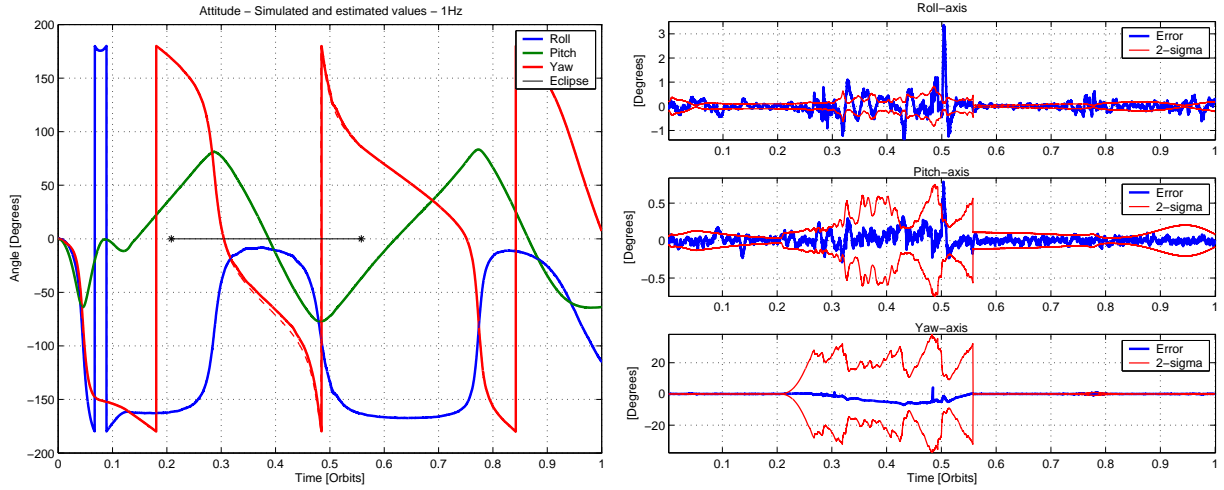 Attitude – Simulated and estimated values – 1Hz
Angle [Degrees]
200
150
100
50
0
−50
−100
−150
−200
Roll
Pitch
Yaw
Eclipse
0 0.1 0.2 0.3 0.4 0.5 0.6 0.7 0.8 0.9 1
Time [Orbits]
Roll−axis
[Degrees]
3
2
1
0
−1
Error
2−sigma
0.1 0.2 0.3 0.4 0.5 0.6 0.7 0.8 0.9 1
Pitch−axis
[Degrees]
0.5
0
−0.5
Error
2−sigma
0.1 0.2 0.3 0.4 0.5 0.6 0.7 0.8 0.9 1
Yaw−axis
[Degrees]
20
0
−20
Error
2−sigma
0.1 0.2 0.3 0.4 0.5 0.6 0.7 0.8 0.9 1
Time [Orbits]